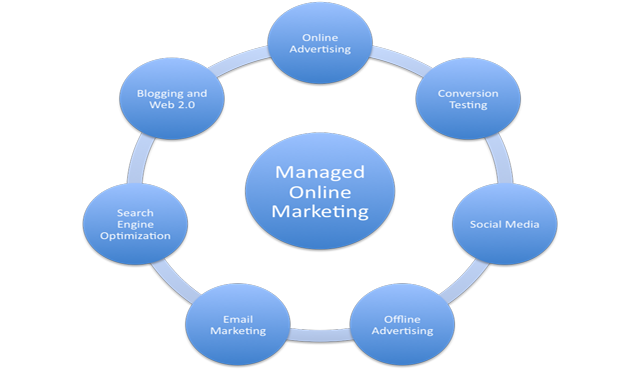 Online
Advertising
Blogging and
Web 2.0
Conversion
Testing
Managed
Online
Marketing
Search
Engine
Optimization
Social Media
Email
Marketing
Offline
Advertising